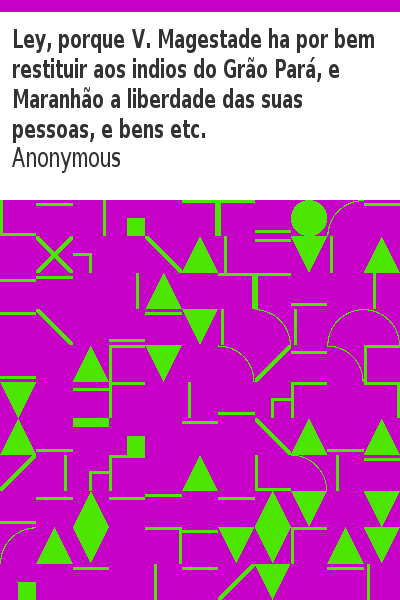 Ley, porque V. Magestade ha por bem
restituir aos indios do Grão Pará, e
Maranhão a liberdade das suas
pessoas, e bens etc.
Anonymous